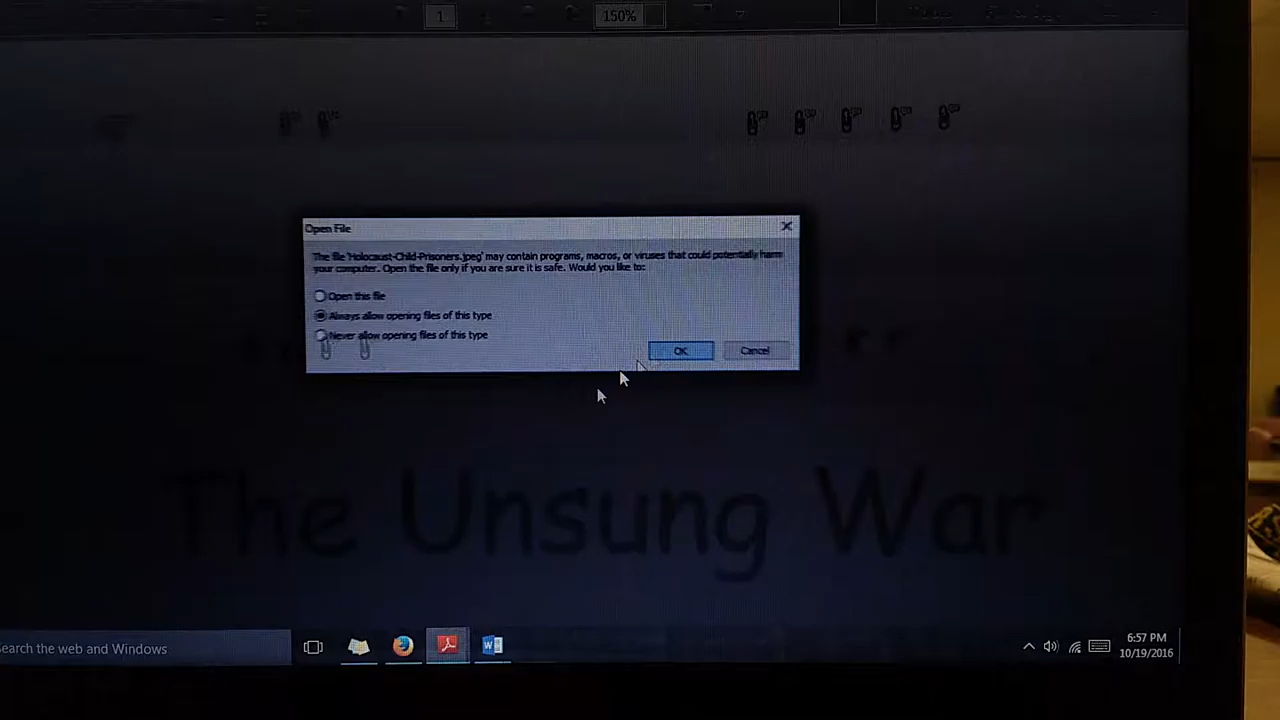 1
150%
Open File
The file 'Holocaust-Child-Prisoners.jpeg' may contain programs, macros, or viruses that could potentially harm
your computer. Open the file only if you are sure it is safe. Would you like to:
Open this file
Always allow opening files of this type
Never allow opening files of this type
OK Cancel
The Unsung War
Search the web and Windows
6:57 PM
10/19/2016